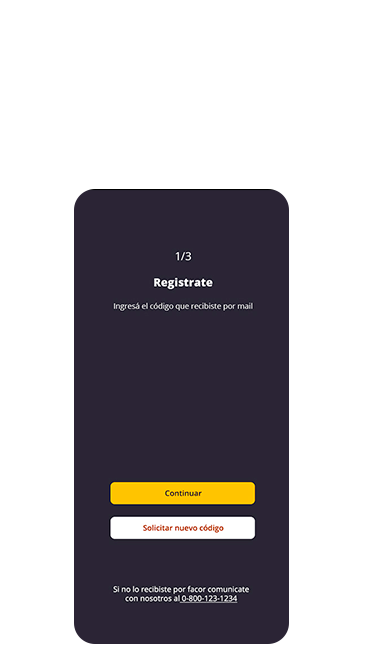 1/3
Registrate
Ingresá el código que recibiste por mail
Continuar
Solicitar nuevo código
Si no lo recibiste por facor comunicate
con nosotros al 0-800-123-1234